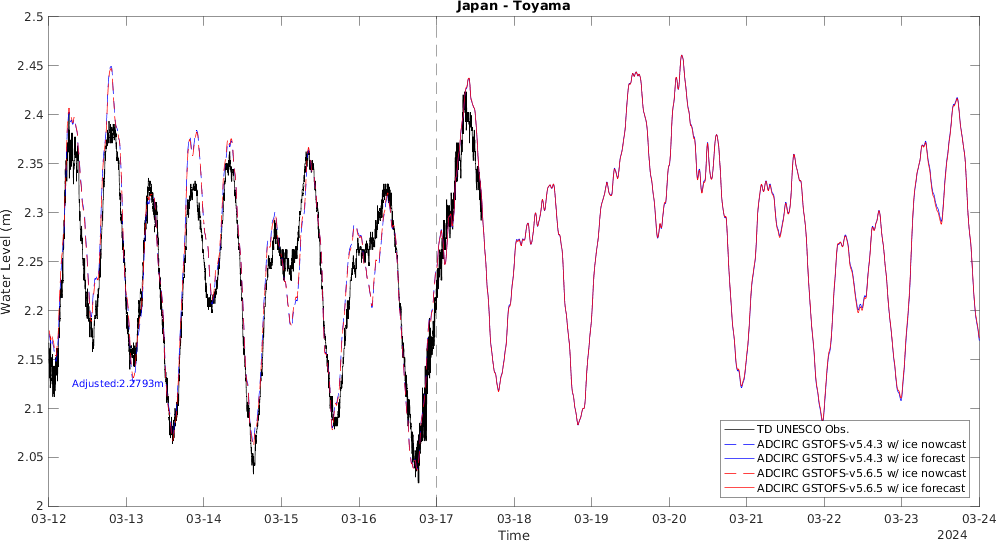 Japan - Toyama
2.5
2.45
2.4
2.35
2.3
2.25
2.2
2.15
2.1
2.05
2
Water Level (m)
Adjusted:2.2793m
TD UNESCO Obs.
ADCIRC GSTOFS-v5.4.3 w/ ice nowcast
ADCIRC GSTOFS-v5.4.3 w/ ice forecast
ADCIRC GSTOFS-v5.6.5 w/ ice nowcast
ADCIRC GSTOFS-v5.6.5 w/ ice forecast
03-12 03-13 03-14 03-15 03-16 03-17 03-18 03-19 03-20 03-21 03-22 03-23 03-24
Time
2024